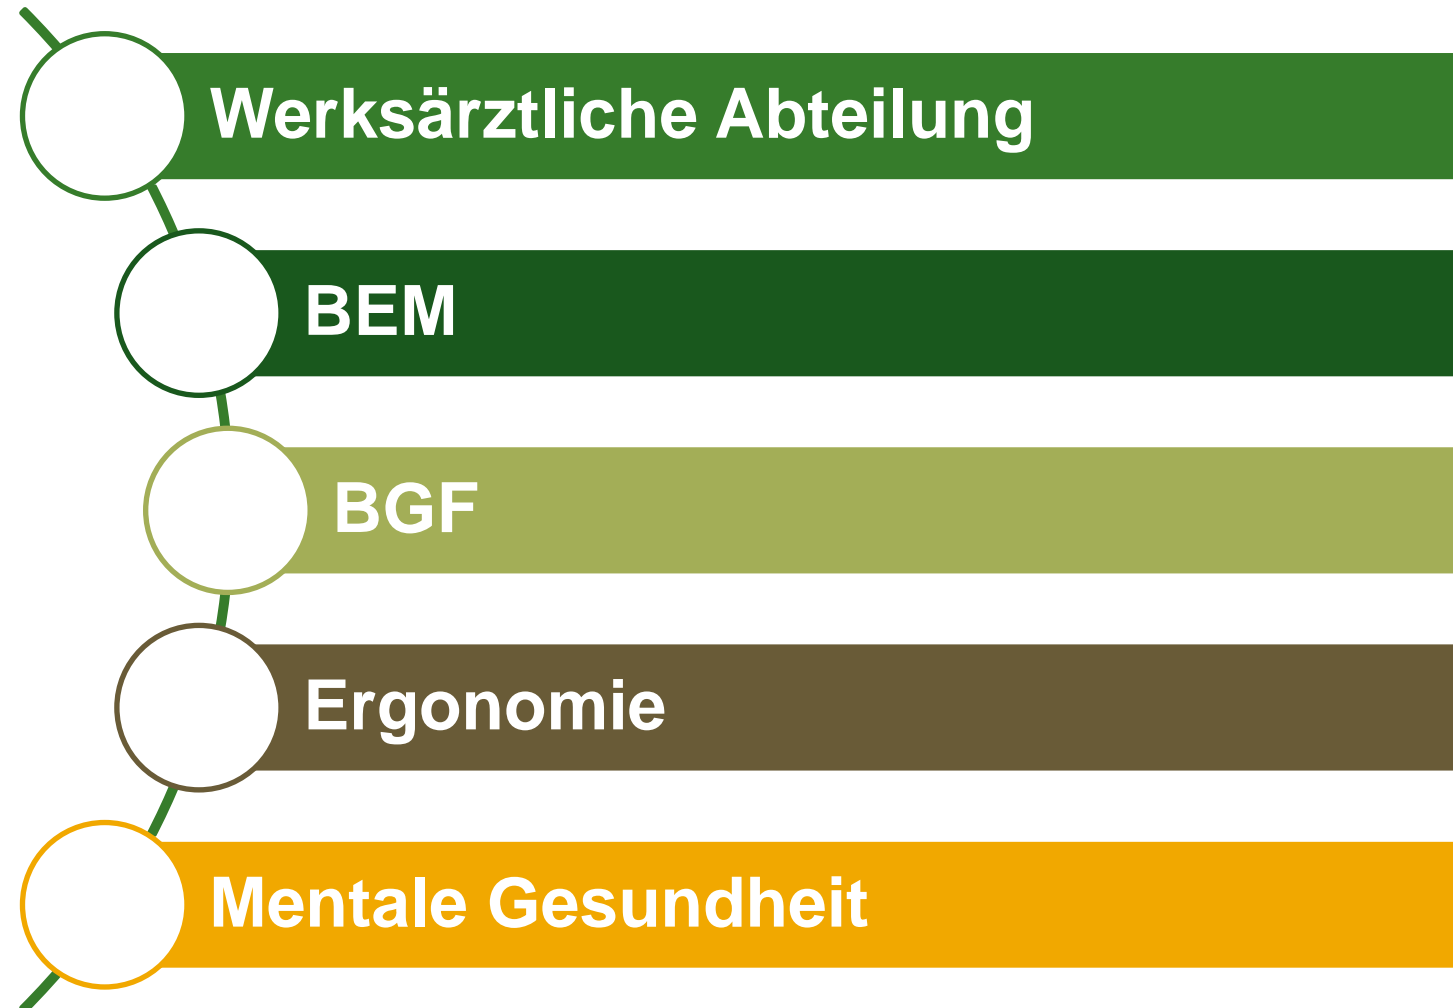 Werksärztliche Abteilung
BEM
BGF
Ergonomie
Mentale Gesundheit